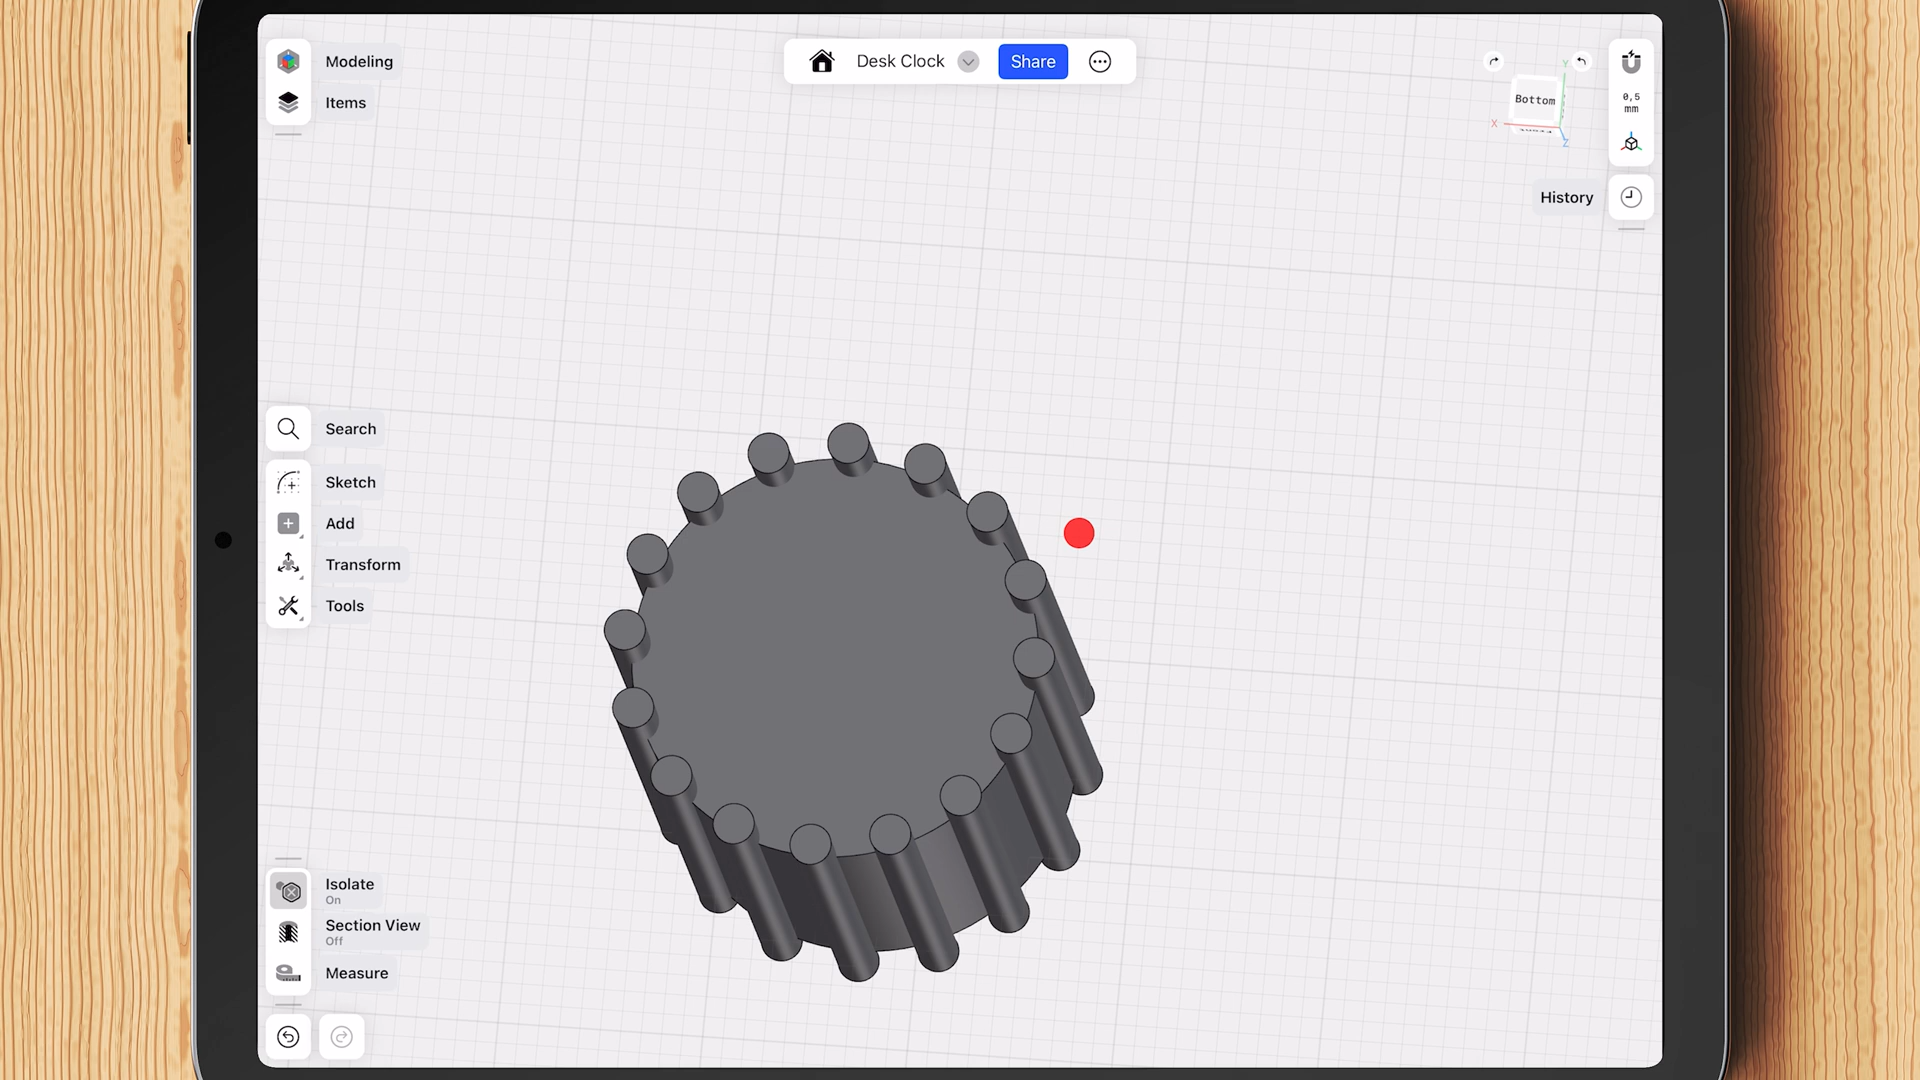 Modeling
Items
Desk Clock
Share
Bottom
X
Y
Z
0,5
mm
History
Search
Sketch
Add
Transform
Tools
Isolate
On
Section View
Off
Measure